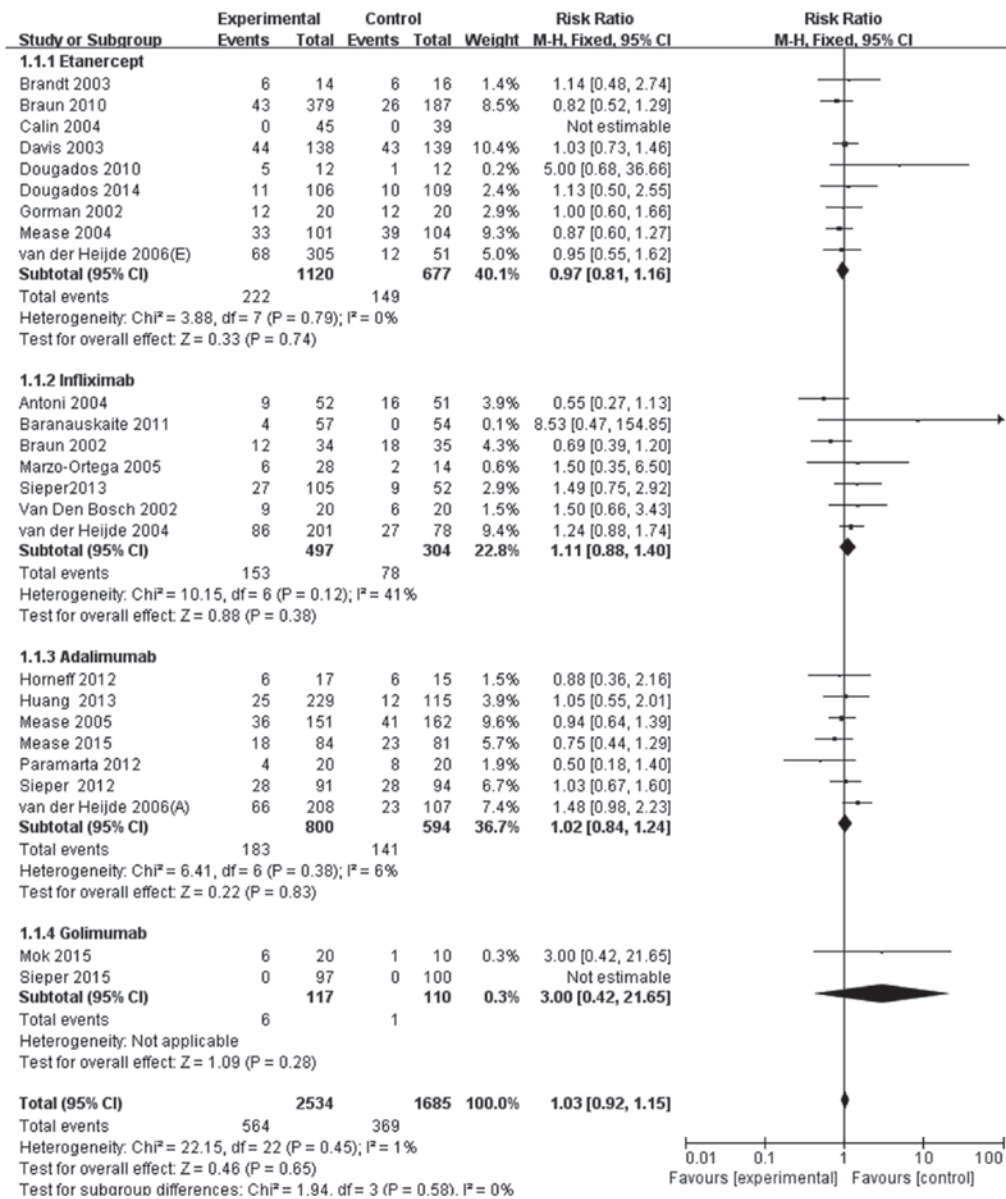 Experimental Control Risk Ratio Risk Ratio
Study or Subgroup Events Total Events Total Weight M-H, Fixed, 95% CI M-H, Fixed, 95% CI
1.1.1 Etanercept
Brandt 2003 6 14 6 16 1.4% 1.14 [0.48, 2.74]
Braun 2010 43 379 26 187 8.5% 0.82 [0.52, 1.29]
Calin 2004 0 45 0 39 Not estimable
Davis 2003 44 138 43 139 10.4% 1.03 [0.73, 1.46]
Dougados 2010 5 12 1 12 0.2% 5.00 [0.68, 36.66]
Dougados 2014 11 106 10 109 2.4% 1.13 [0.50, 2.55]
Gorman 2002 12 20 12 20 2.9% 1.00 [0.60, 1.66]
Mease 2004 33 101 39 104 9.3% 0.87 [0.60, 1.27]
van der Heijde 2006(E) 68 305 12 51 5.0% 0.95 [0.55, 1.62]
Subtotal (95% CI) 1120 677 40.1% 0.97 [0.81, 1.16]
Total events 222 149
Heterogeneity: Chi² = 3.88, df = 7 (P = 0.79); I² = 0%
Test for overall effect: Z = 0.33 (P = 0.74)
1.1.2 Infliximab
Antoni 2004 9 52 16 51 3.9% 0.55 [0.27, 1.13]
Baranauskaite 2011 4 57 0 54 0.1% 8.53 [0.47, 154.85]
Braun 2002 12 34 18 35 4.3% 0.69 [0.39, 1.20]
Marzo-Ortega 2005 6 28 2 14 0.6% 1.50 [0.35, 6.50]
Sieper2013 27 105 9 52 2.9% 1.49 [0.75, 2.92]
Van Den Bosch 2002 9 20 6 20 1.5% 1.50 [0.66, 3.43]
van der Heijde 2004 86 201 27 78 9.4% 1.24 [0.88, 1.74]
Subtotal (95% CI) 497 304 22.8% 1.11 [0.88, 1.40]
Total events 153 78
Heterogeneity: Chi² = 10.15, df = 6 (P = 0.12); I² = 41%
Test for overall effect: Z = 0.88 (P = 0.38)
1.1.3 Adalimumab
Horneff 2012 6 17 6 15 1.5% 0.88 [0.36, 2.16]
Huang 2013 25 229 12 115 3.9% 1.05 [0.55, 2.01]
Mease 2005 36 151 41 162 9.6% 0.94 [0.64, 1.39]
Mease 2015 18 84 23 81 5.7% 0.75 [0.44, 1.29]
Paramarta 2012 4 20 8 20 1.9% 0.50 [0.18, 1.40]
Sieper 2012 28 91 28 94 6.7% 1.03 [0.67, 1.60]
van der Heijde 2006(A) 66 208 23 107 7.4% 1.48 [0.98, 2.23]
Subtotal (95% CI) 800 594 36.7% 1.02 [0.84, 1.24]
Total events 183 141
Heterogeneity: Chi² = 6.41, df = 6 (P = 0.38); I² = 6%
Test for overall effect: Z = 0.22 (P = 0.83)
1.1.4 Golimumab
Mok 2015 6 20 1 10 0.3% 3.00 [0.42, 21.65]
Sieper 2015 0 97 0 100 Not estimable
Subtotal (95% CI) 117 110 0.3% 3.00 [0.42, 21.65]
Total events 6 1
Heterogeneity: Not applicable
Test for overall effect: Z = 1.09 (P = 0.28)
Total (95% CI) 2534 1685 100.0% 1.03 [0.92, 1.15]
Total events 564 369
Heterogeneity: Chi² = 22.15, df = 22 (P = 0.45); I² = 1%
Test for overall effect: Z = 0.46 (P = 0.65)
Test for subgroup differences: Chi² = 1.94, df = 3 (P = 0.58), I² = 0%
0.01 0.1 1 10 100
Favours [experimental] Favours [control]